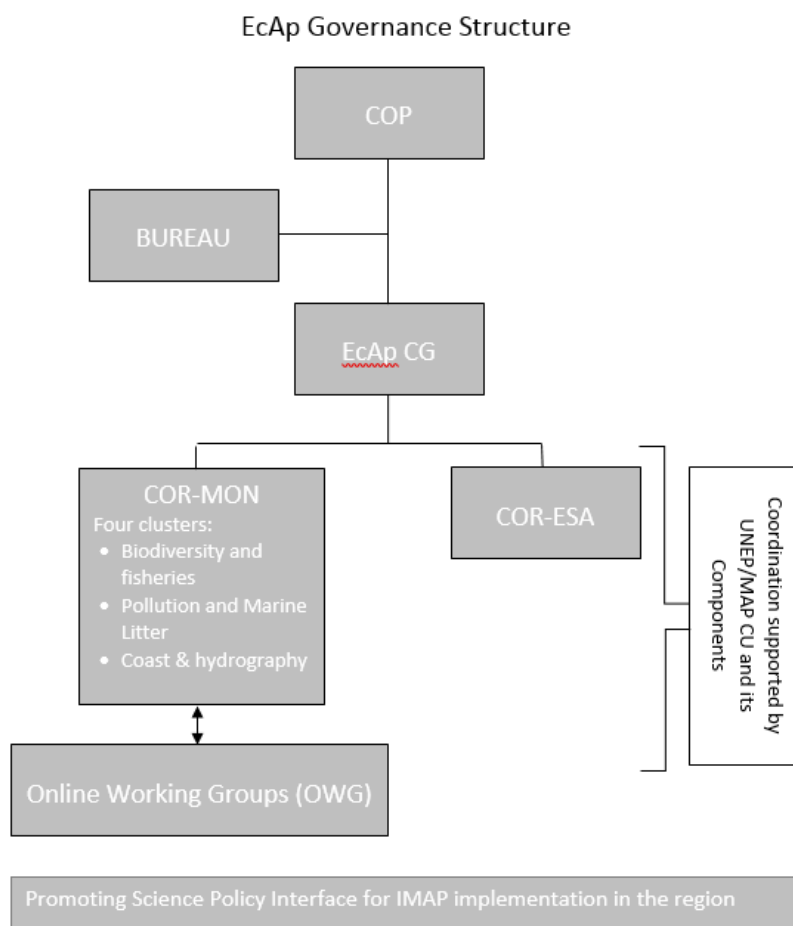 EcAp Governance Structure
COP
BUREAU
EcAp CG
COR-MON
Four clusters:
• Biodiversity and
fisheries
• Pollution and Marine
Litter
• Coast & hydrography
COR-ESA
Coordination supported by
UNEP/MAP CU and its
Components
Online Working Groups (OWG)
Promoting Science Policy Interface for IMAP implementation in the region